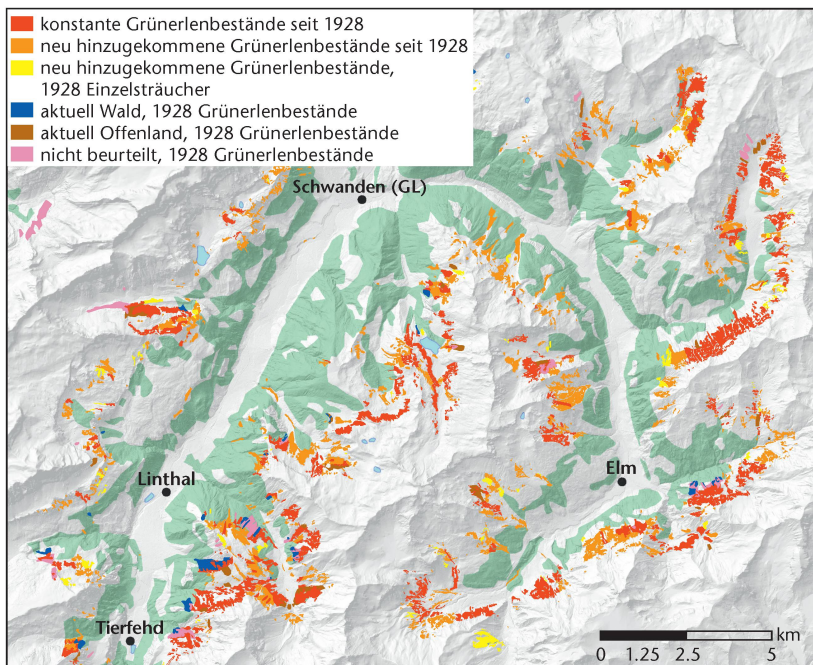 konstante Grünerlenbestände seit 1928
neu hinzugekommene Grünerlenbestände seit 1928
neu hinzugekommene Grünerlenbestände,
1928 Einzelsträucher
aktuell Wald, 1928 Grünerlenbestände
aktuell Offenland, 1928 Grünerlenbestände
nicht beurteilt, 1928 Grünerlenbestände
Schwanden (GL)
Linthal
Elm
Tierfehd
km
0 1.25 2.5 5